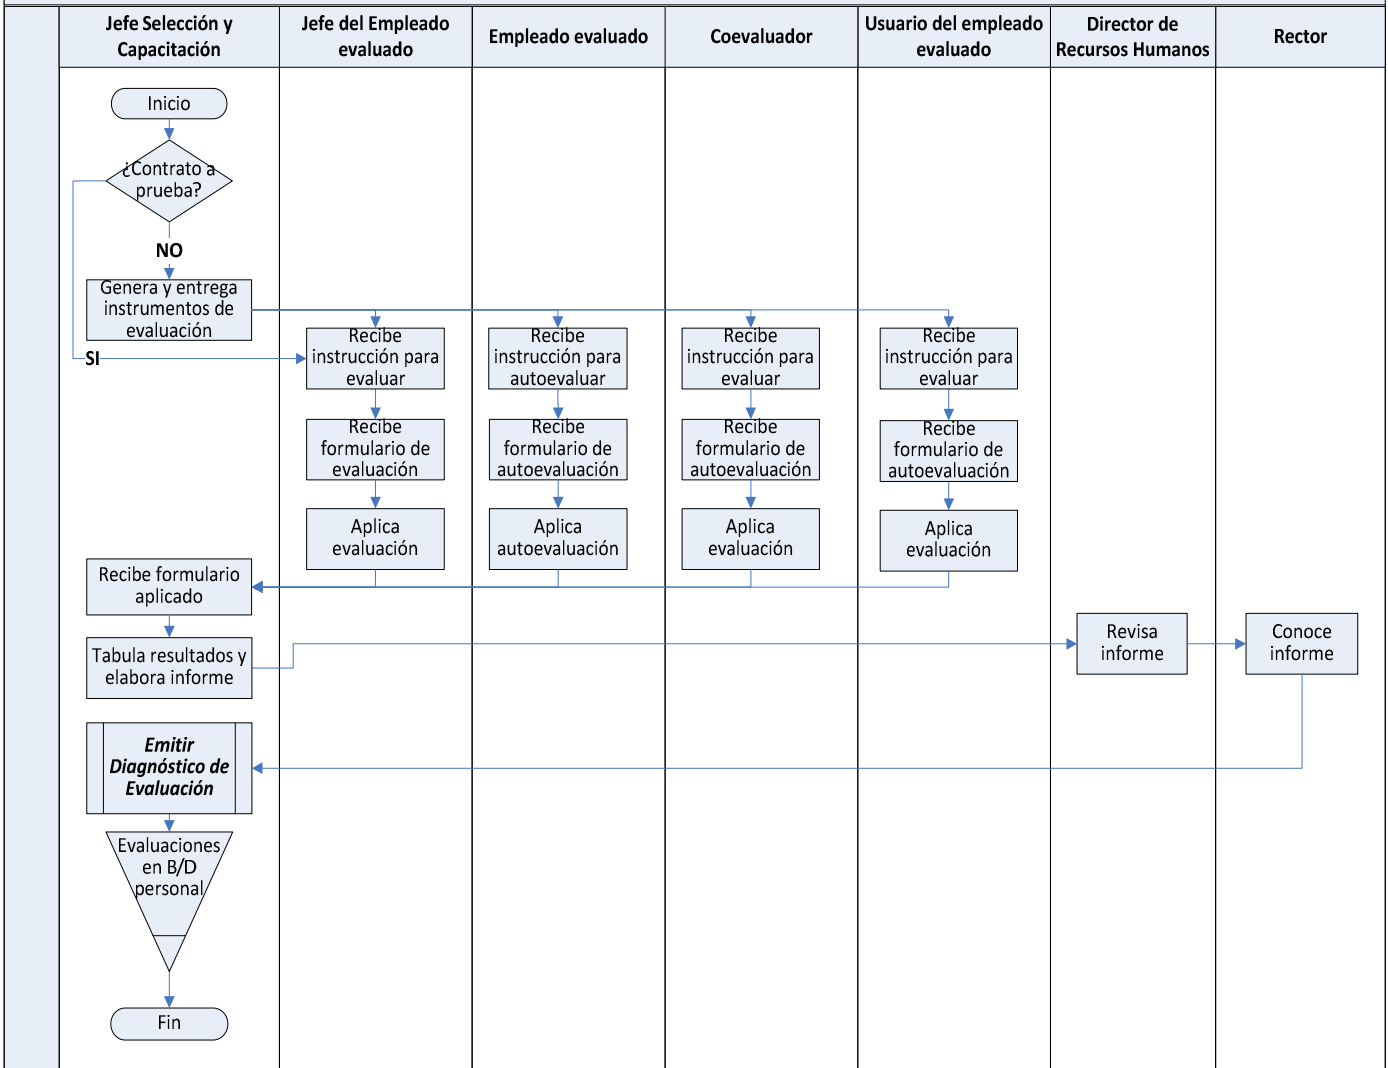 Jefe Selección y
Capacitación
Jefe del Empleado
evaluado
Empleado evaluado
Coevaluador
Usuario del empleado
evaluado
Director de
Recursos Humanos
Rector
Inicio
¿Contrato a
prueba?
NO
Genera y entrega
instrumentos de
evaluación
SI
Recibe
instrucción para
evaluar
Recibe
instrucción para
autoevaluar
Recibe
instrucción para
evaluar
Recibe
instrucción para
evaluar
Recibe
formulario de
evaluación
Recibe
formulario de
autoevaluación
Recibe
formulario de
autoevaluación
Recibe
formulario de
autoevaluación
Aplica
evaluación
Aplica
autoevaluación
Aplica
evaluación
Aplica
evaluación
Recibe formulario
aplicado
Tabula resultados y
elabora informe
Revisa
informe
Conoce
informe
Emitir
Diagnóstico de
Evaluación
Evaluaciones
en B/D
personal
Fin